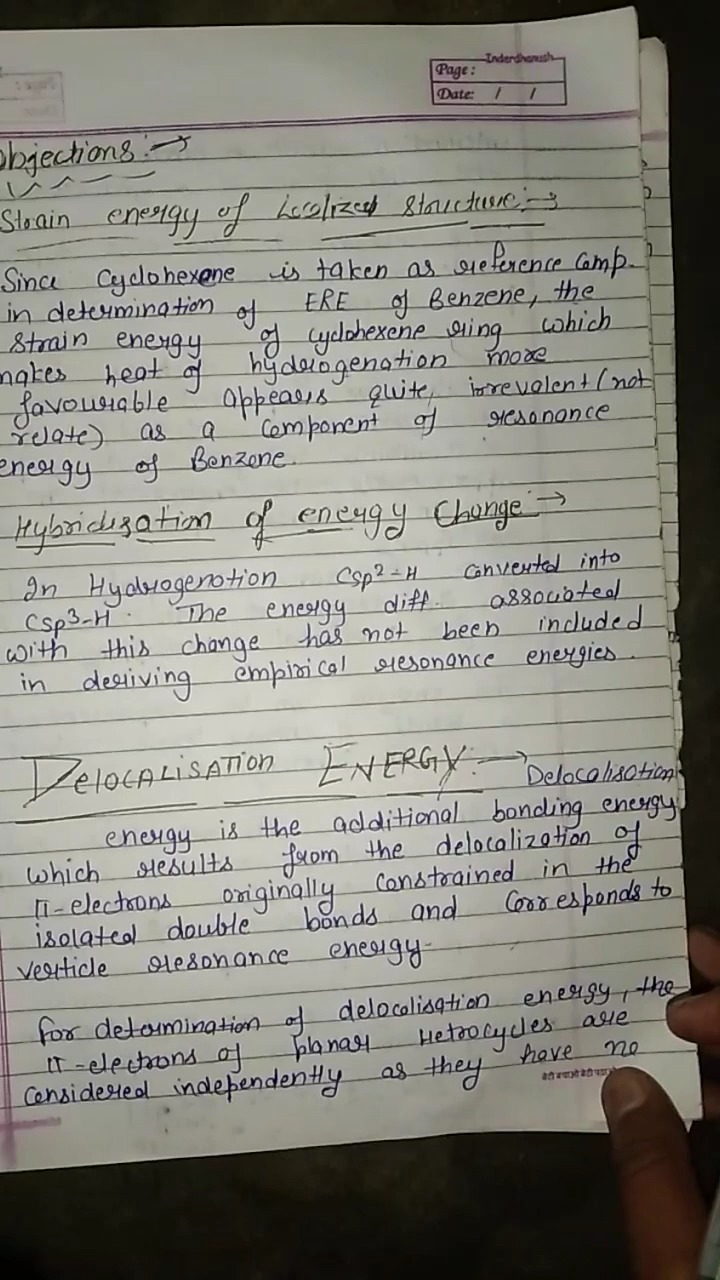 Inderdhanush
Page:
Date: / /
Objections:→
Strain energy of Localized Structure:→
Since Cyclohexene is taken as reference Comp.
in determination of ERE of Benzene, the
Strain energy of cyclohexene ring which
makes heat of hydrogenation more
favourable appears quite irrevalent (not
relate) as a component of resonance
energy of Benzene.
Hybridisation of energy Change:→
In Hydrogenation Csp²-H converted into
Csp³-H. The energy diff. associated
with this change has not been included
in deriving empirical resonance energies.
DELOCALISATION ENERGY:→ Delocalisation
energy is the additional bonding energy
which results from the delocalization of
π-electrons originally constrained in the
isolated double bonds and corresponds to
verticle resonance energy-
for determination of delocalisation energy, the
π-electrons of planar Hetrocycles are
Considered independently as they have no
बेटी बचाओ बेटी पढ़ाओ